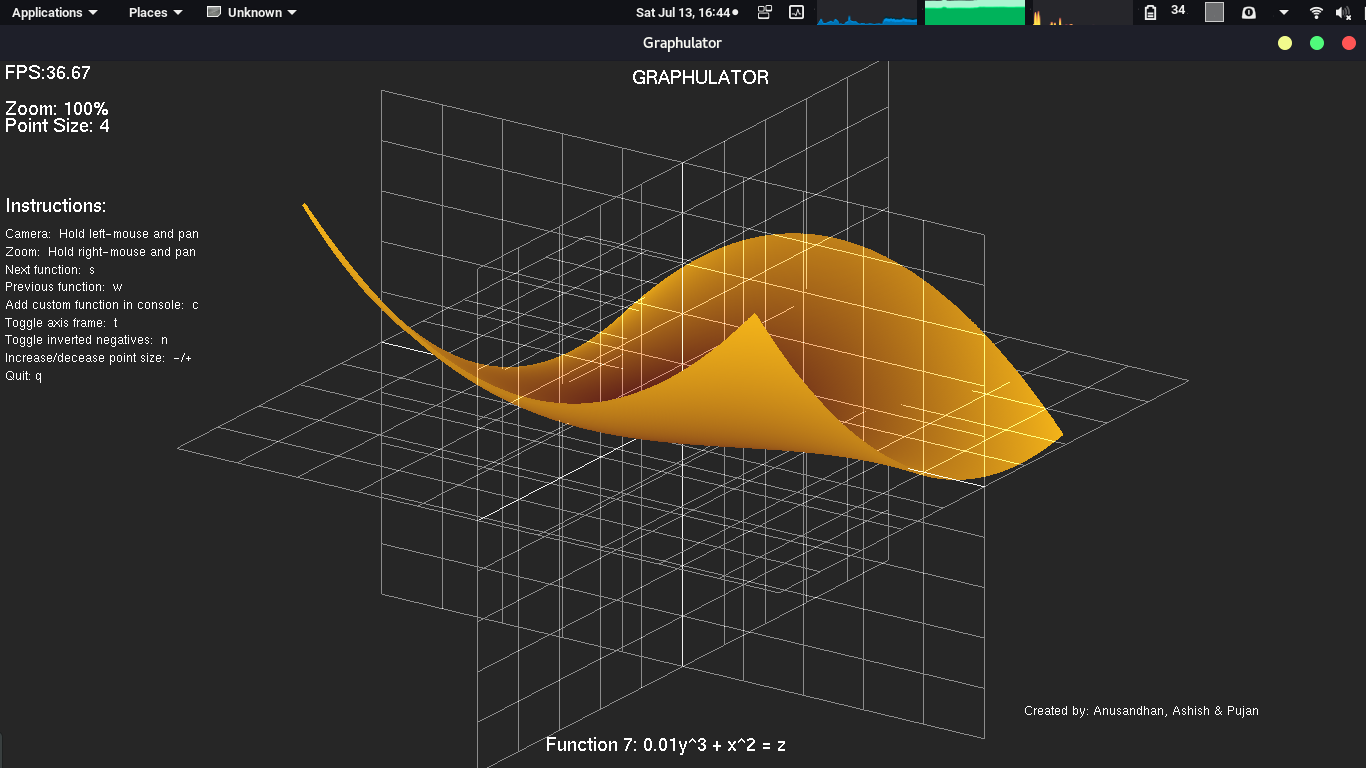 Applications Places Unknown Sat Jul 13, 16:44 34
Graphulator
FPS:36.67
GRAPHULATOR
Zoom: 100%
Point Size: 4
Instructions:
Camera: Hold left-mouse and pan
Zoom: Hold right-mouse and pan
Next function: s
Previous function: w
Add custom function in console: c
Toggle axis frame: t
Toggle inverted negatives: n
Increase/decease point size: -/+
Quit: q
Created by: Anusandhan, Ashish & Pujan
Function 7: 0.01y^3 + x^2 = z